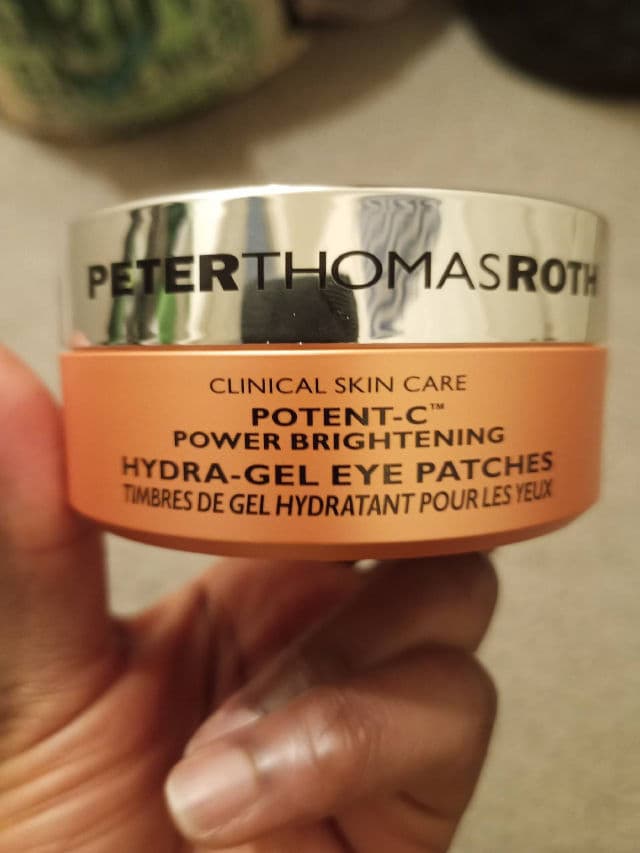 PETERTHOMASROTH
CLINICAL SKIN CARE
POTENT-C™
POWER BRIGHTENING
HYDRA-GEL EYE PATCHES
TIMBRES DE GEL HYDRATANT POUR LES YEUX